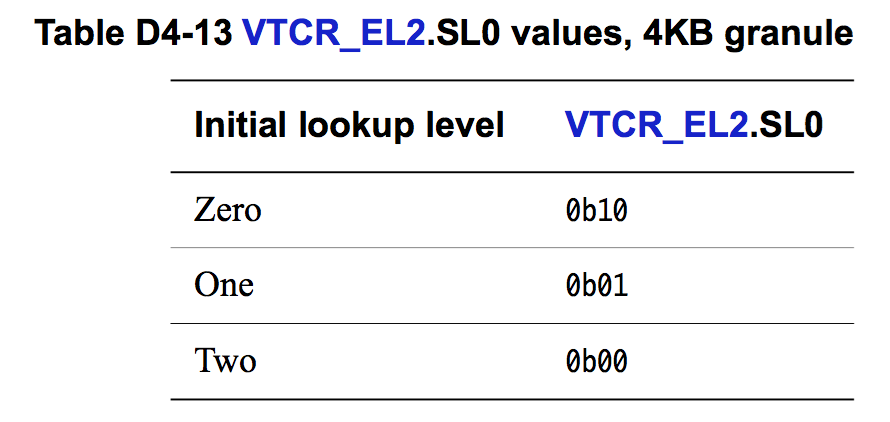 Table D4-13 VTCR_EL2.SL0 values, 4KB granule
Initial lookup level VTCR_EL2.SL0
Zero 0b10
One 0b01
Two 0b00